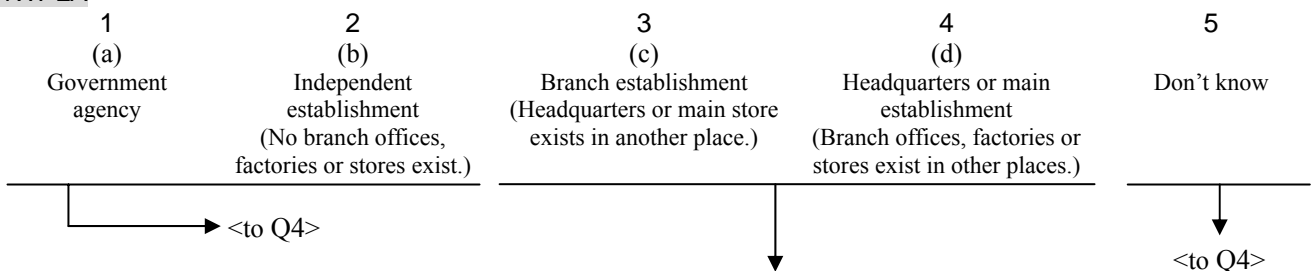 1 2 3 4 5
(a) (b) (c) (d)
Government Independent Branch establishment Headquarters or main Don’t know
agency establishment (Headquarters or main store establishment
(No branch offices, exists in another place.) (Branch offices, factories or
factories or stores exist.) stores exist in other places.)
<to Q4>
<to Q4>